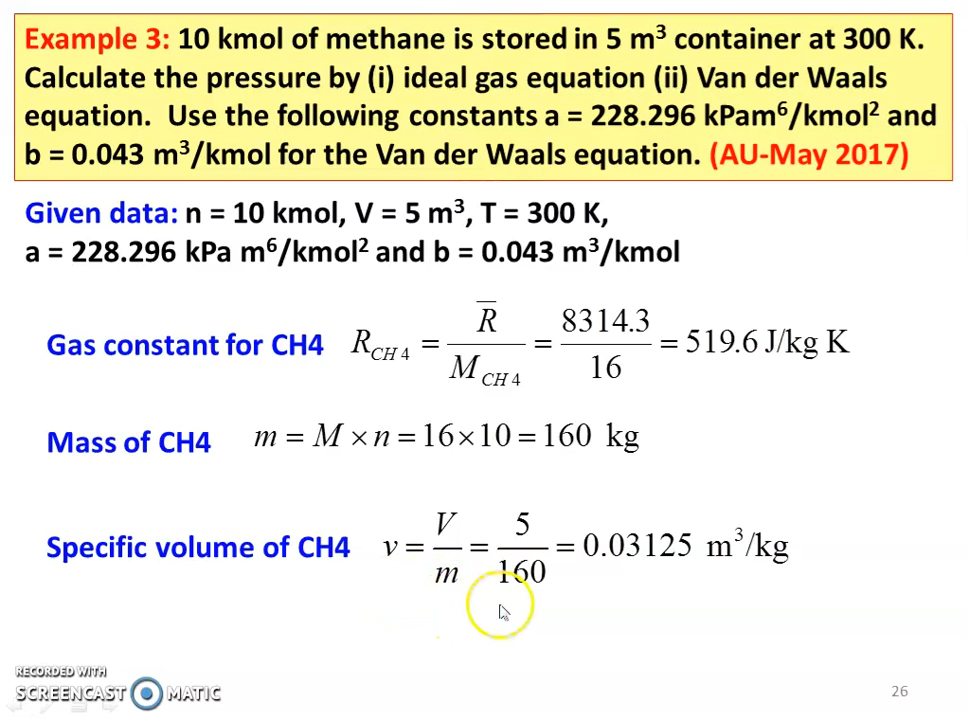 Example 3: 10 kmol of methane is stored in 5 m³ container at 300 K.
Calculate the pressure by (i) ideal gas equation (ii) Van der Waals
equation. Use the following constants a = 228.296 kPam⁶/kmol² and
b = 0.043 m³/kmol for the Van der Waals equation. (AU-May 2017)
Given data: n = 10 kmol, V = 5 m³, T = 300 K,
a = 228.296 kPa m⁶/kmol² and b = 0.043 m³/kmol
Gas constant for CH4 R_CH4 = R̅ / M_CH4 = 8314.3 / 16 = 519.6 J/kg K
Mass of CH4 m = M × n = 16 × 10 = 160 kg
Specific volume of CH4 v = V / m = 5 / 160 = 0.03125 m³/kg
RECORDED WITH
SCREENCAST MATIC
26